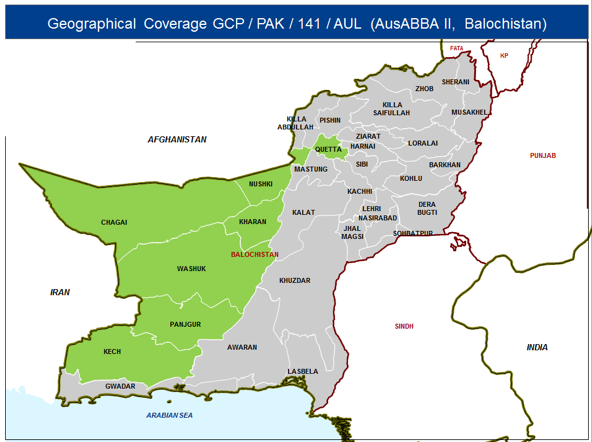 Geographical Coverage GCP / PAK / 141 / AUL (AusABBA II, Balochistan)
FATA
KP
SHERANI
ZHOB
KILLA
SAIFULLAH
MUSAKHEL
KILLA
ABDULLAH
PISHIN
AFGHANISTAN
ZIARAT
QUETTA
HARNAI
LORALAI
PUNJAB
MASTUNG
SIBI
BARKHAN
KOHLU
NUSHKI
KACHHI
CHAGAI
KHARAN
KALAT
LEHRI
DERA
BUGTI
NASIRABAD
JHAL
MAGSI
SOHBATPUR
BALOCHISTAN
WASHUK
KHUZDAR
IRAN
PANJGUR
SINDH
KECH
AWARAN
INDIA
LASBELA
GWADAR
ARABIAN SEA